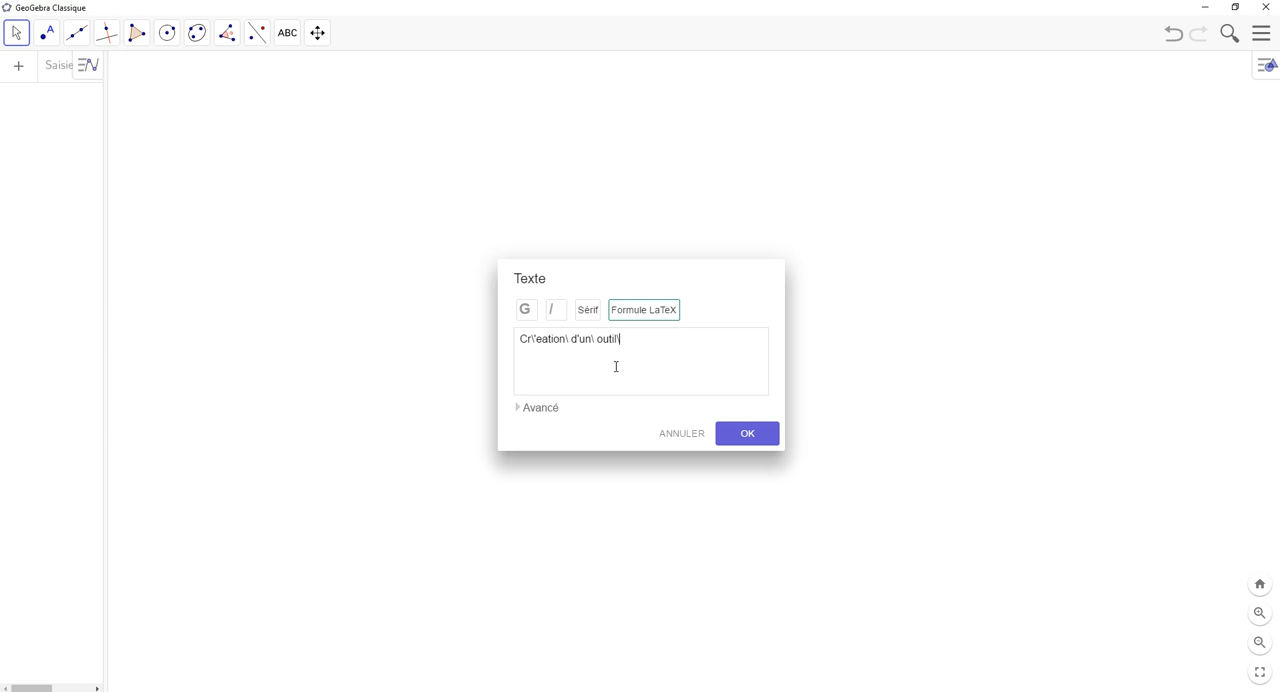 GeoGebra Classique
A
ABC
Saisie
Texte
G I Sérif Formule LaTeX
Cr\'eation\ d'un\ outil\
Avancé
ANNULER OK